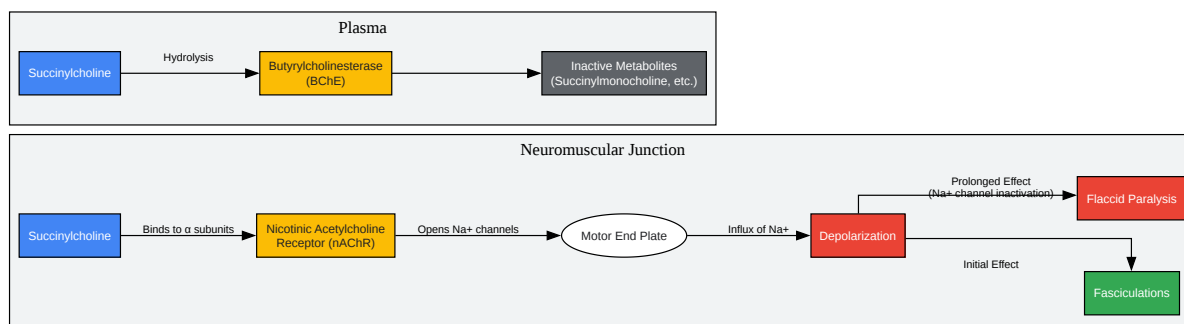 Plasma
Succinylcholine
Hydrolysis
Butyrylcholinesterase
(BChE)
Inactive Metabolites
(Succinylmonocholine, etc.)
Neuromuscular Junction
Succinylcholine
Binds to α subunits
Nicotinic Acetylcholine
Receptor (nAChR)
Opens Na+ channels
Motor End Plate
Influx of Na+
Depolarization
Prolonged Effect
(Na+ channel inactivation)
Flaccid Paralysis
Initial Effect
Fasciculations